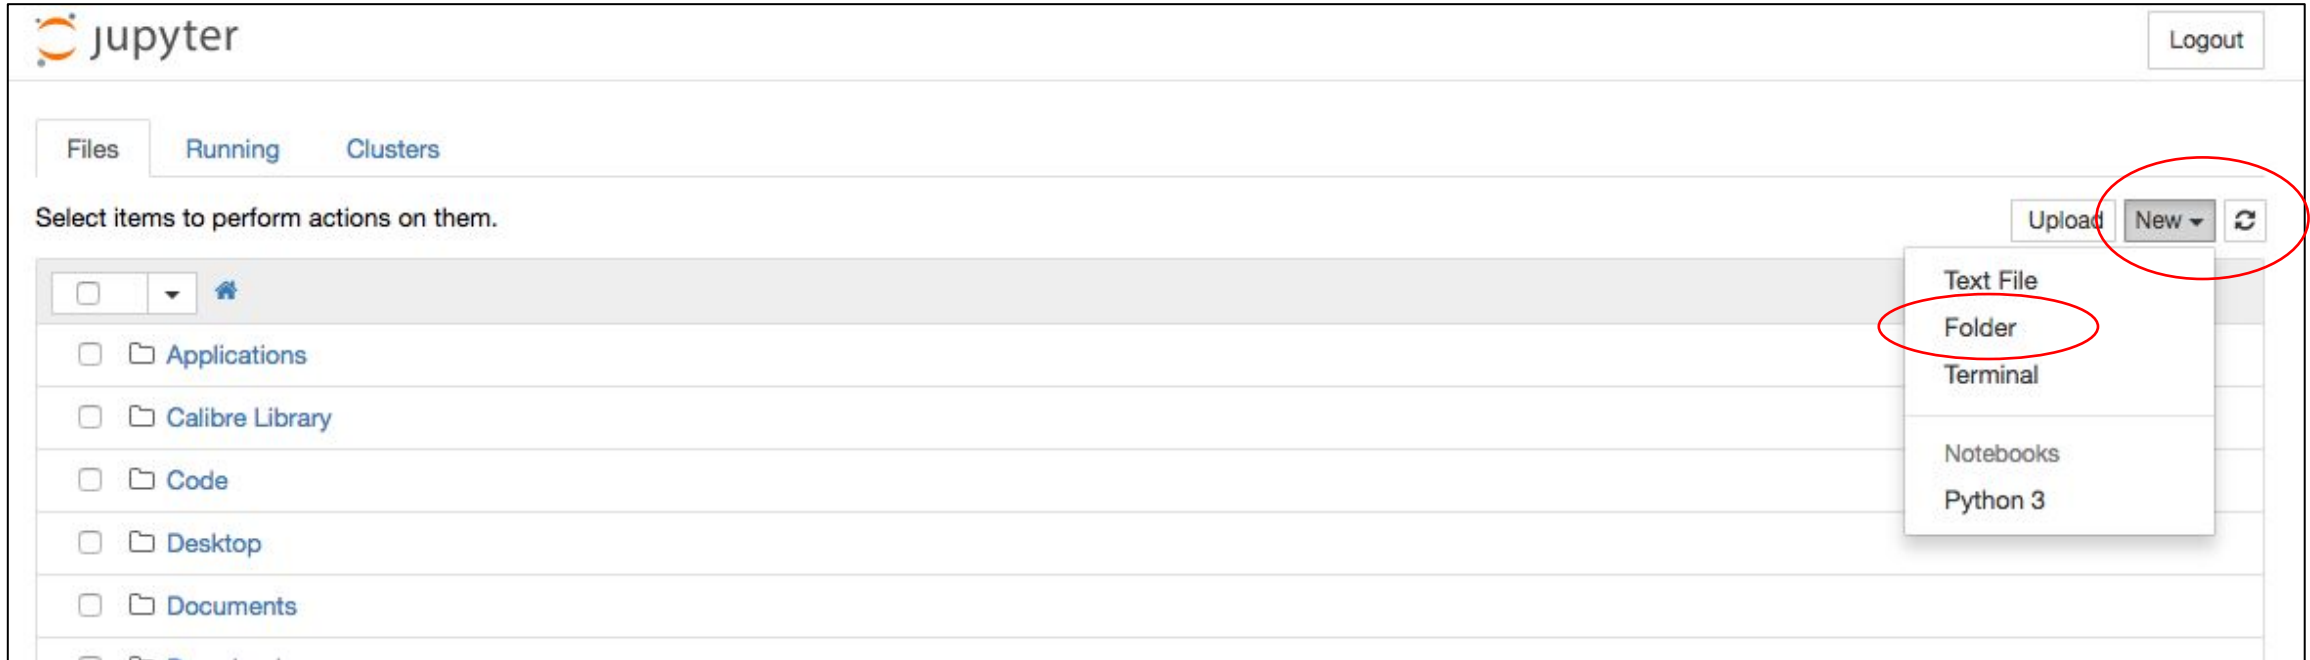 jupyter
Logout
Files Running Clusters
Select items to perform actions on them.
Upload New
Text File
Folder
Terminal
Notebooks
Python 3
Applications
Calibre Library
Code
Desktop
Documents